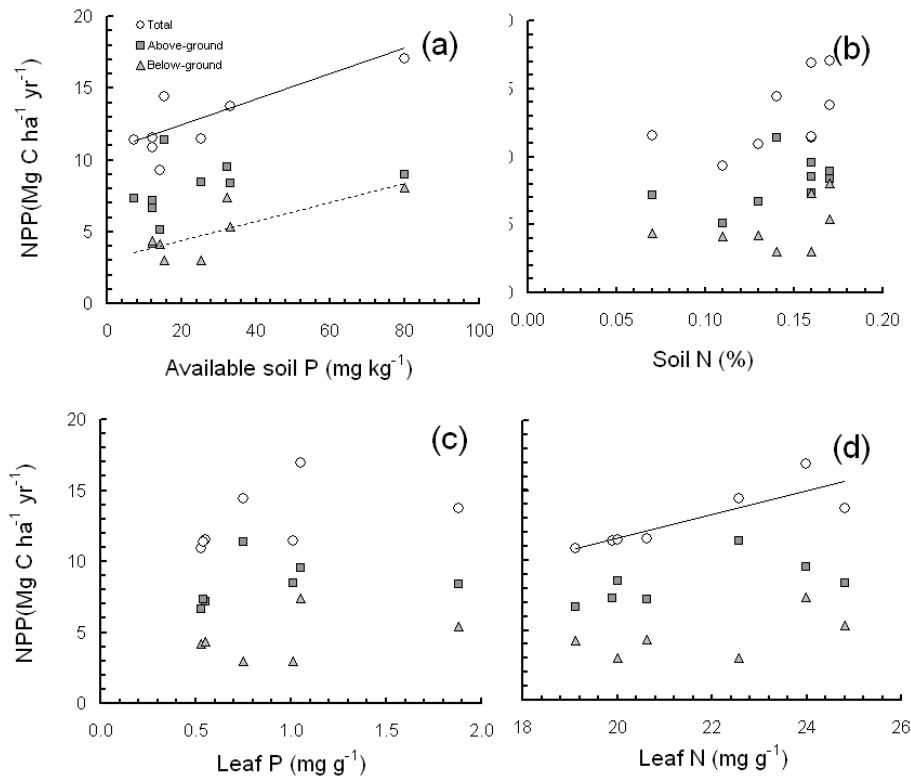 20
15
10
5
0
NPP(Mg C ha⁻¹ yr⁻¹)
Total
Above-ground
Below-ground
(a)
0 20 40 60 80 100
Available soil P (mg kg⁻¹)
(b)
0.00 0.05 0.10 0.15 0.20
Soil N (%)
20
15
10
5
0
NPP(Mg C ha⁻¹ yr⁻¹)
(c)
0.0 0.5 1.0 1.5 2.0
Leaf P (mg g⁻¹)
(d)
18 20 22 24 26
Leaf N (mg g⁻¹)